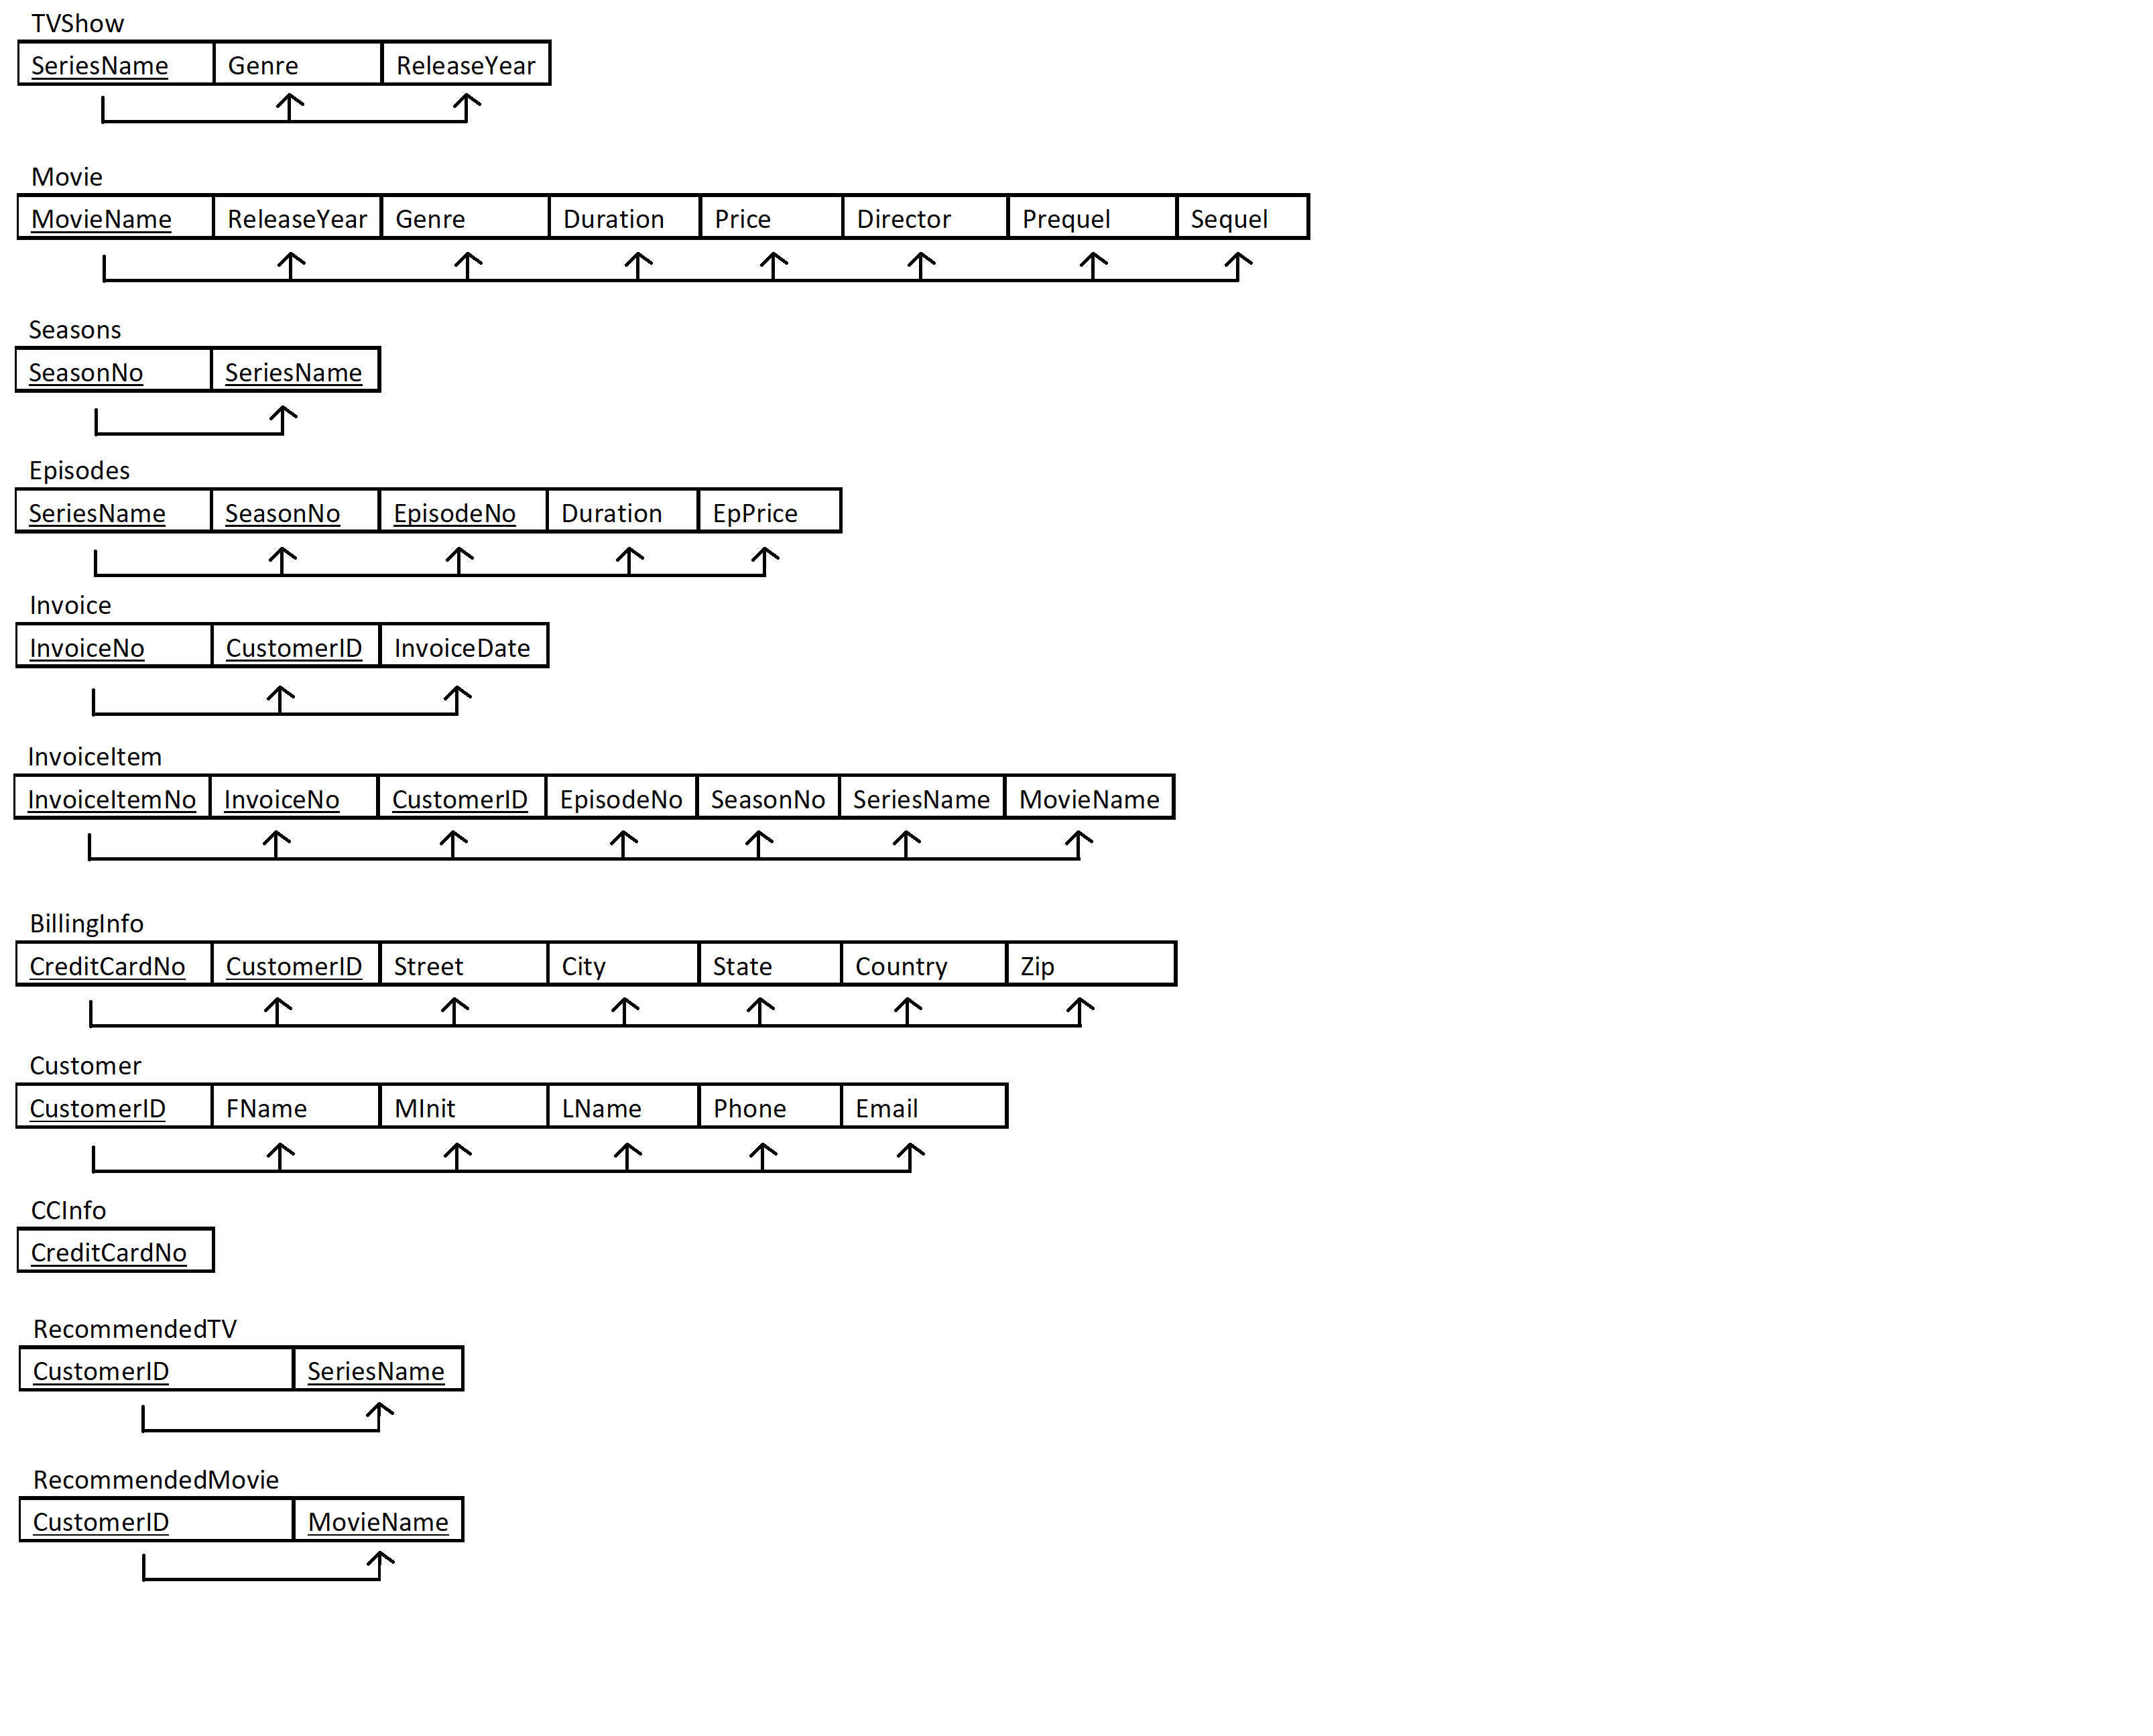 TVShow
SeriesName Genre ReleaseYear
Movie
MovieName ReleaseYear Genre Duration Price Director Prequel Sequel
Seasons
SeasonNo SeriesName
Episodes
SeriesName SeasonNo EpisodeNo Duration EpPrice
Invoice
InvoiceNo CustomerID InvoiceDate
InvoiceItem
InvoiceItemNo InvoiceNo CustomerID EpisodeNo SeasonNo SeriesName MovieName
BillingInfo
CreditCardNo CustomerID Street City State Country Zip
Customer
CustomerID FName MInit LName Phone Email
CCInfo
CreditCardNo
RecommendedTV
CustomerID SeriesName
RecommendedMovie
CustomerID MovieName